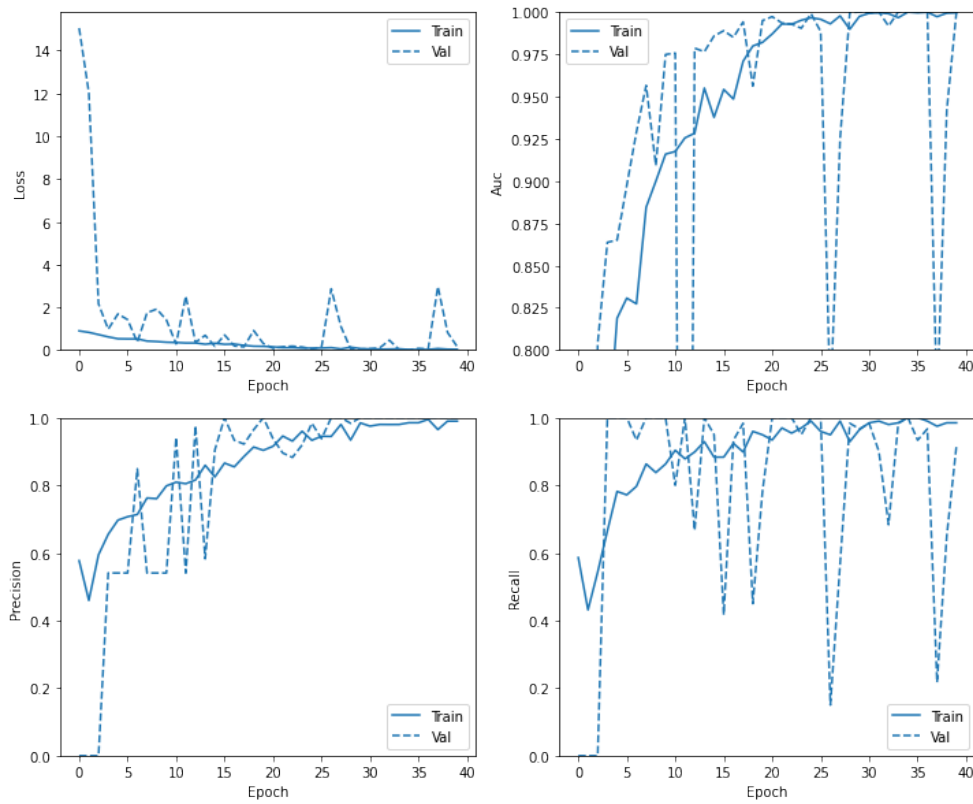 14
12
10
8
6
4
2
0
Loss
Train
Val
0 5 10 15 20 25 30 35 40
Epoch
1.000
0.975
0.950
0.925
0.900
0.875
0.850
0.825
0.800
Auc
Train
Val
0 5 10 15 20 25 30 35 40
Epoch
1.0
0.8
0.6
0.4
0.2
0.0
Precision
Train
Val
0 5 10 15 20 25 30 35 40
Epoch
1.0
0.8
0.6
0.4
0.2
0.0
Recall
Train
Val
0 5 10 15 20 25 30 35 40
Epoch